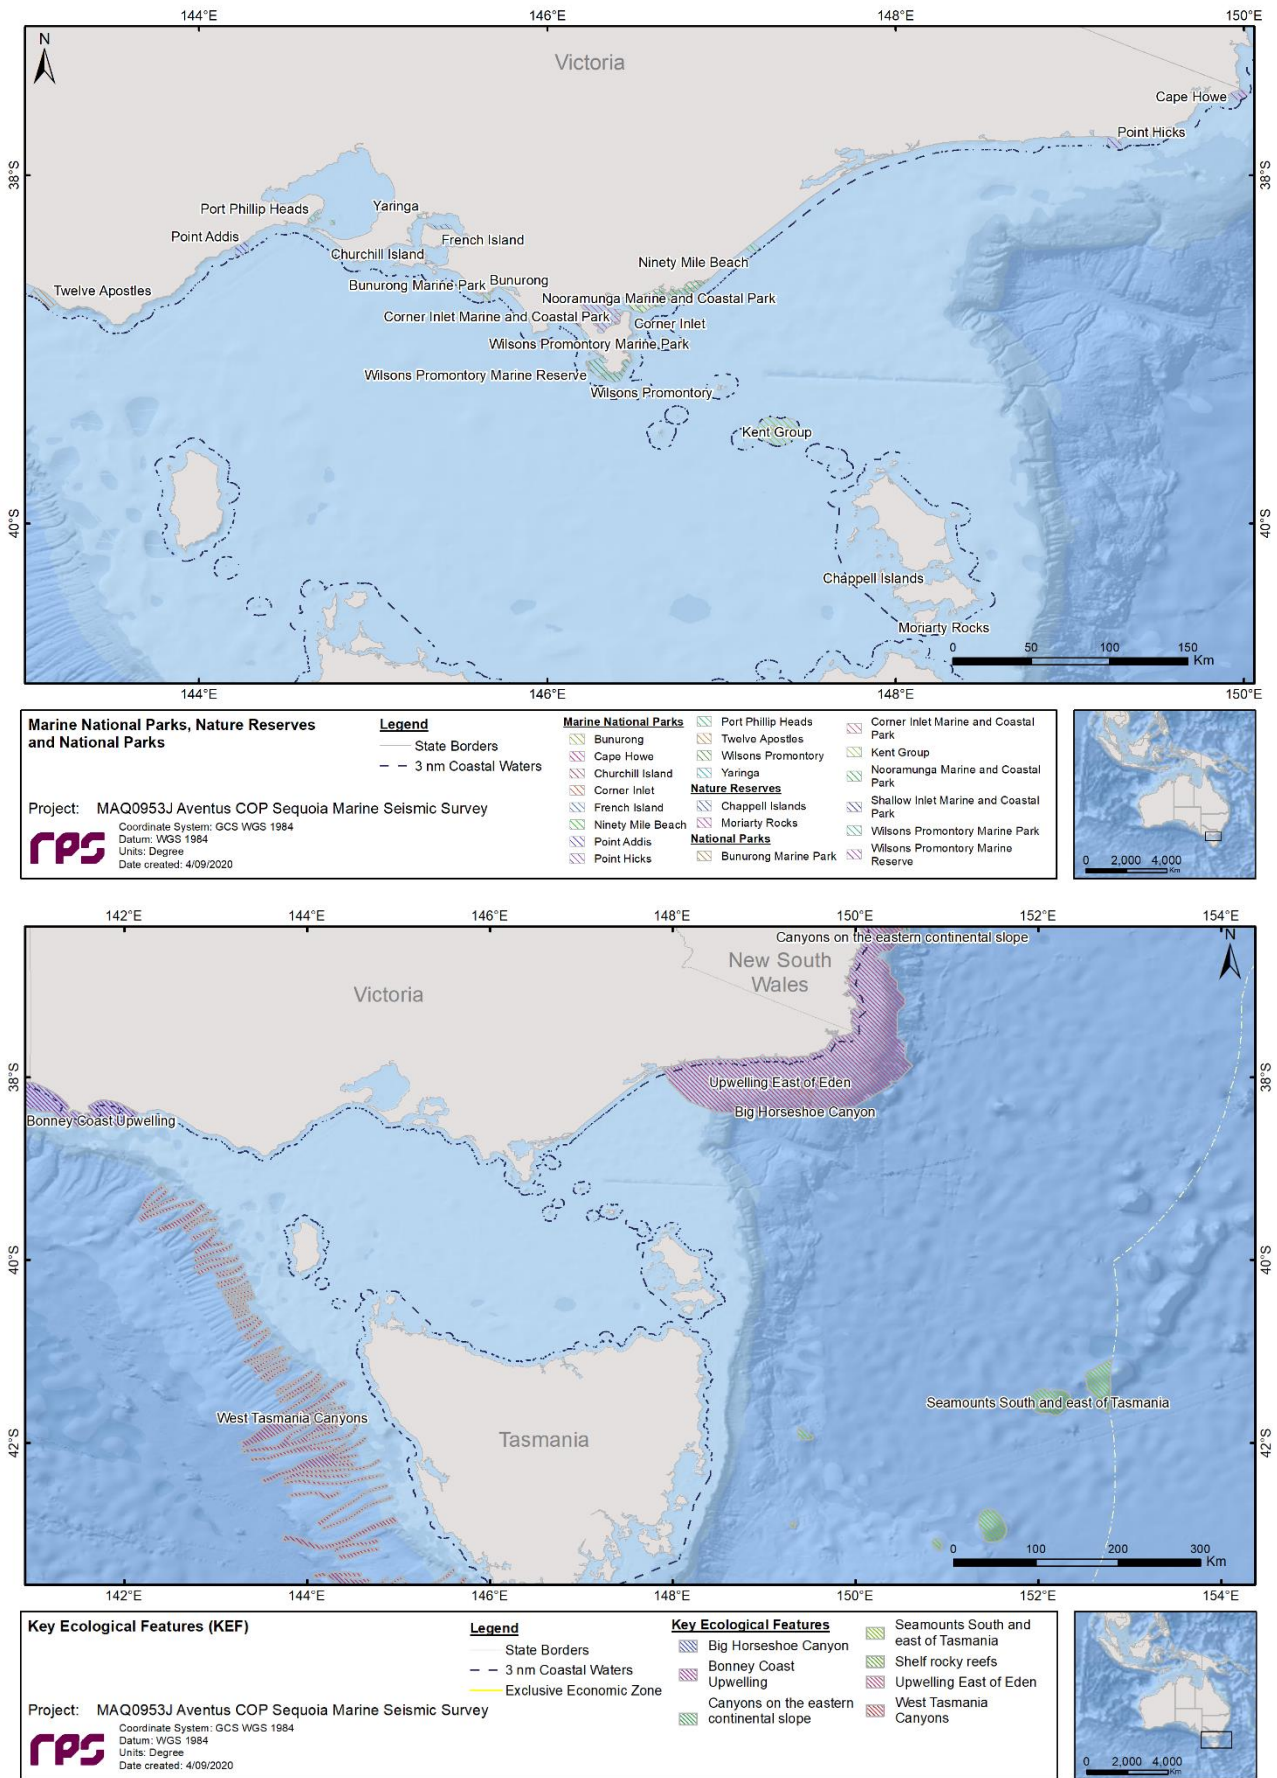 144°E 146°E 148°E 150°E
N
Victoria
Cape Howe
Point Hicks
38°S 38°S
Port Phillip Heads
Yaringa
Point Addis
French Island
Churchill Island
Ninety Mile Beach
Bunurong
Bunurong Marine Park
Twelve Apostles
Nooramunga Marine and Coastal Park
Corner Inlet Marine and Coastal Park
Corner Inlet
Wilsons Promontory Marine Park
Wilsons Promontory Marine Reserve
Wilsons Promontory
Kent Group
40°S 40°S
Chappell Islands
Moriarty Rocks
0 50 100 150
Km
144°E 146°E 148°E 150°E
Marine National Parks, Nature Reserves
and National Parks
Project: MAQ0953J Aventus COP Sequoia Marine Seismic Survey
rps
Coordinate System: GCS WGS 1984
Datum: WGS 1984
Units: Degree
Date created: 4/09/2020
Legend
State Borders
3 nm Coastal Waters
Marine National Parks
Bunurong
Cape Howe
Churchill Island
Corner Inlet
French Island
Ninety Mile Beach
Point Addis
Point Hicks
Port Phillip Heads
Twelve Apostles
Wilsons Promontory
Yaringa
Nature Reserves
Chappell Islands
Moriarty Rocks
National Parks
Bunurong Marine Park
Corner Inlet Marine and Coastal
Park
Kent Group
Nooramunga Marine and Coastal
Park
Shallow Inlet Marine and Coastal
Park
Wilsons Promontory Marine Park
Wilsons Promontory Marine
Reserve
0 2,000 4,000
Km
142°E 144°E 146°E 148°E 150°E 152°E 154°E
Canyons on the eastern continental slope
N
New South
Wales
Victoria
38°S 38°S
Upwelling East of Eden
Big Horseshoe Canyon
Bonney Coast Upwelling
40°S 40°S
Seamounts South and east of Tasmania
West Tasmania Canyons
Tasmania
42°S 42°S
0 100 200 300
Km
142°E 144°E 146°E 148°E 150°E 152°E 154°E
Key Ecological Features (KEF)
Project: MAQ0953J Aventus COP Sequoia Marine Seismic Survey
rps
Coordinate System: GCS WGS 1984
Datum: WGS 1984
Units: Degree
Date created: 4/09/2020
Legend
State Borders
3 nm Coastal Waters
Exclusive Economic Zone
Key Ecological Features
Big Horseshoe Canyon
Bonney Coast
Upwelling
Canyons on the eastern
continental slope
Seamounts South and
east of Tasmania
Shelf rocky reefs
Upwelling East of Eden
West Tasmania
Canyons
0 2,000 4,000
Km